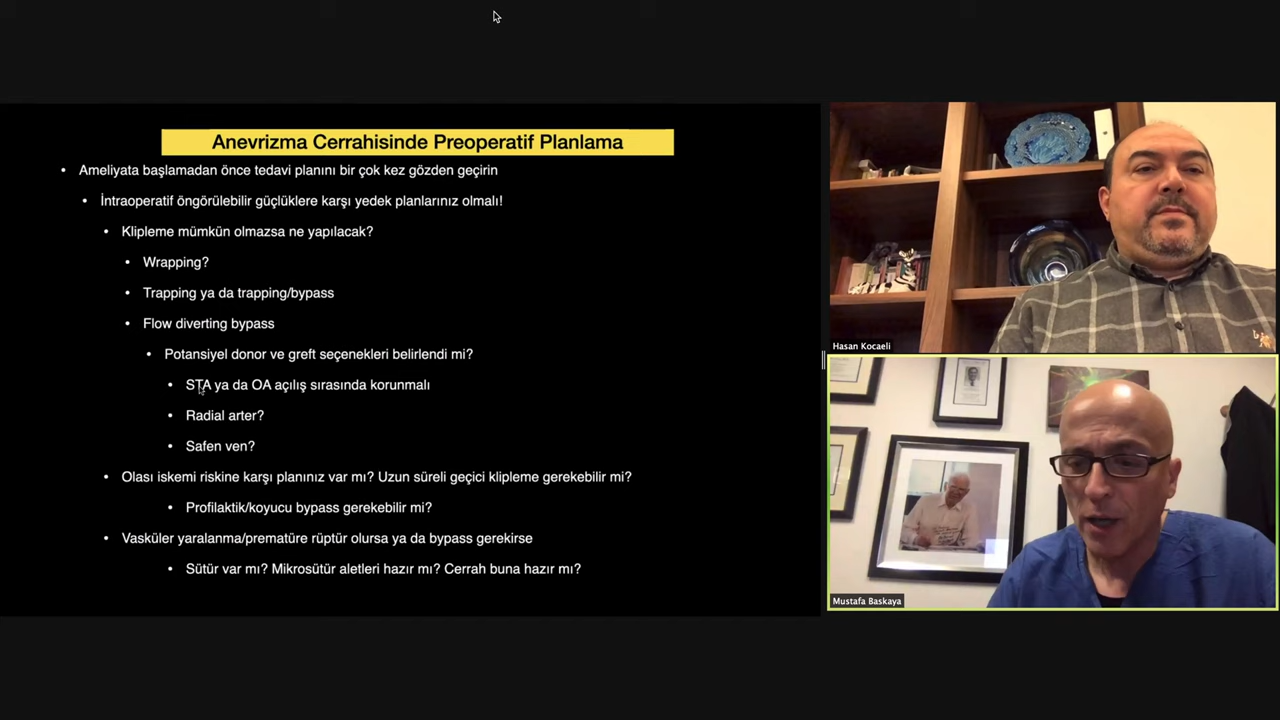 Anevrizma Cerrahisinde Preoperatif Planlama
• Ameliyata başlamadan önce tedavi planını bir çok kez gözden geçirin
• İntraoperatif öngörülebilir güçlüklere karşı yedek planlarınız olmalı!
• Klipleme mümkün olmazsa ne yapılacak?
• Wrapping?
• Trapping ya da trapping/bypass
• Flow diverting bypass
• Potansiyel donor ve greft seçenekleri belirlendi mi?
• STA ya da OA açılış sırasında korunmalı
• Radial arter?
• Safen ven?
• Olası iskemi riskine karşı planınız var mı? Uzun süreli geçici klipleme gerekebilir mi?
• Profilaktik/koyucu bypass gerekebilir mi?
• Vasküler yaralanma/prematüre rüptür olursa ya da bypass gerekirse
• Sütür var mı? Mikrosütür aletleri hazır mı? Cerrah buna hazır mı?
Hasan Kocaeli
Mustafa Baskaya